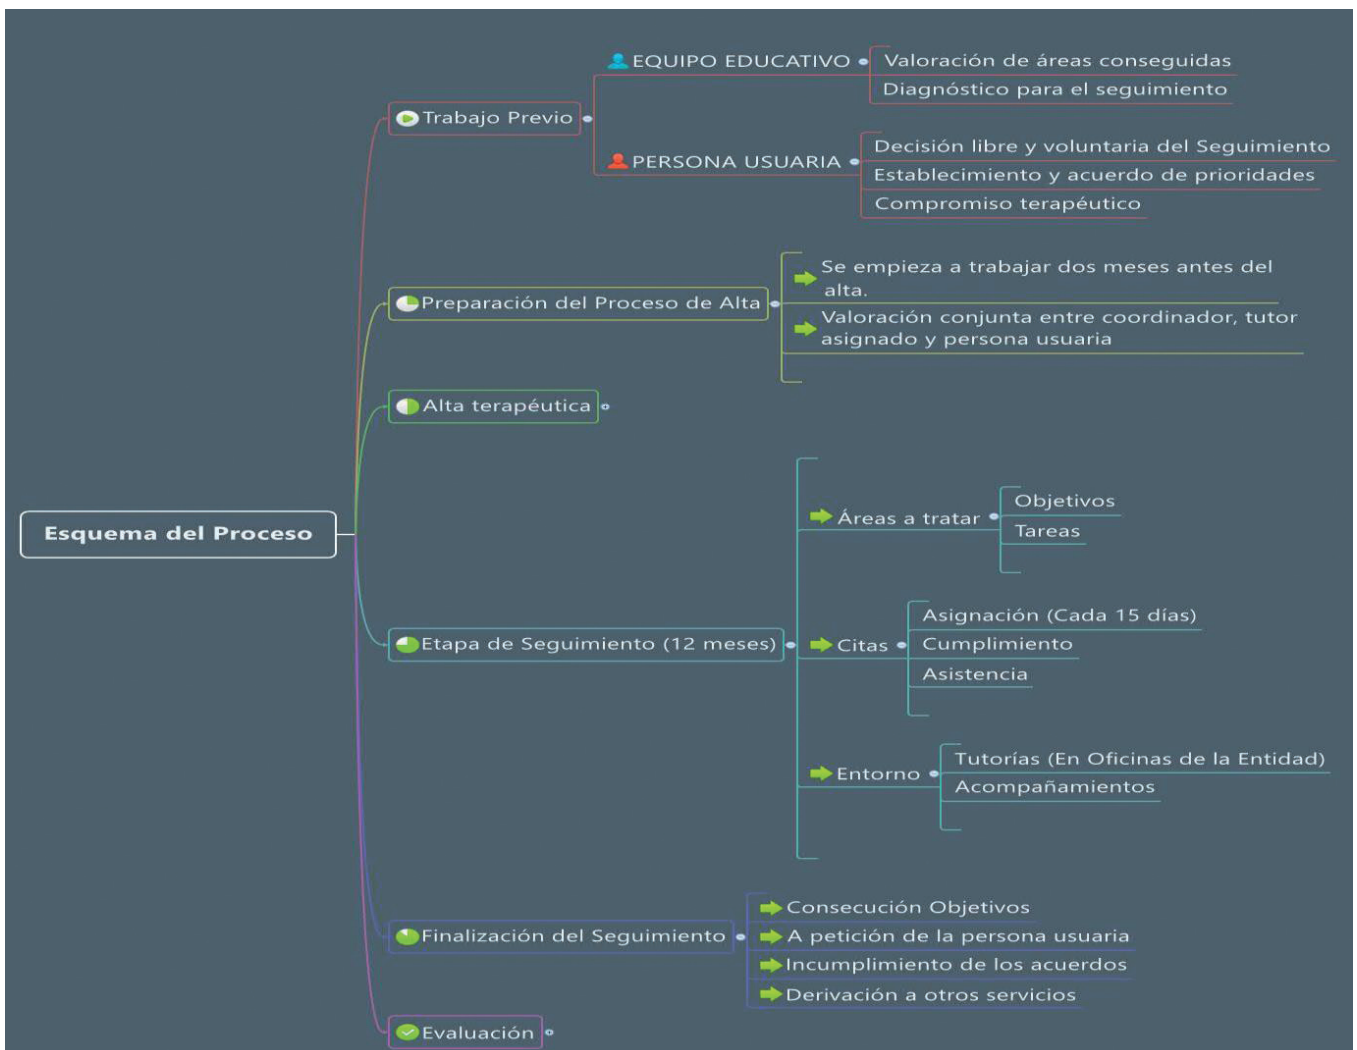 Esquema del Proceso
Trabajo Previo
EQUIPO EDUCATIVO
Valoración de áreas conseguidas
Diagnóstico para el seguimiento
PERSONA USUARIA
Decisión libre y voluntaria del Seguimiento
Establecimiento y acuerdo de prioridades
Compromiso terapéutico
Preparación del Proceso de Alta
Se empieza a trabajar dos meses antes del
alta.
Valoración conjunta entre coordinador, tutor
asignado y persona usuaria
Alta terapéutica
Etapa de Seguimiento (12 meses)
Áreas a tratar
Objetivos
Tareas
Citas
Asignación (Cada 15 días)
Cumplimiento
Asistencia
Entorno
Tutorías (En Oficinas de la Entidad)
Acompañamientos
Finalización del Seguimiento
Consecución Objetivos
A petición de la persona usuaria
Incumplimiento de los acuerdos
Derivación a otros servicios
Evaluación